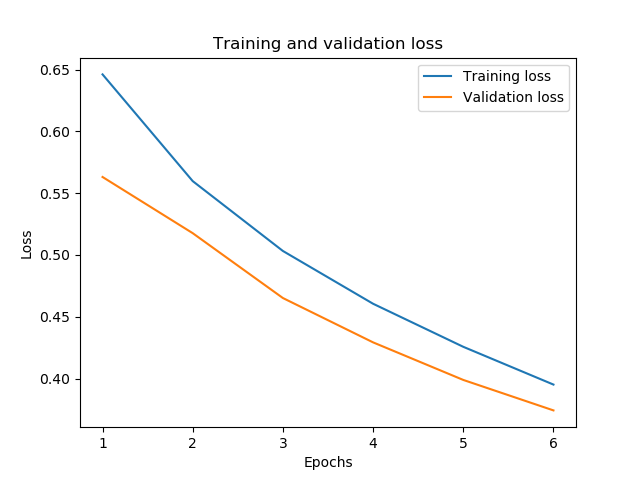 Training and validation loss
Training loss
Validation loss
0.65
0.60
0.55
0.50
0.45
0.40
Loss
1 2 3 4 5 6
Epochs